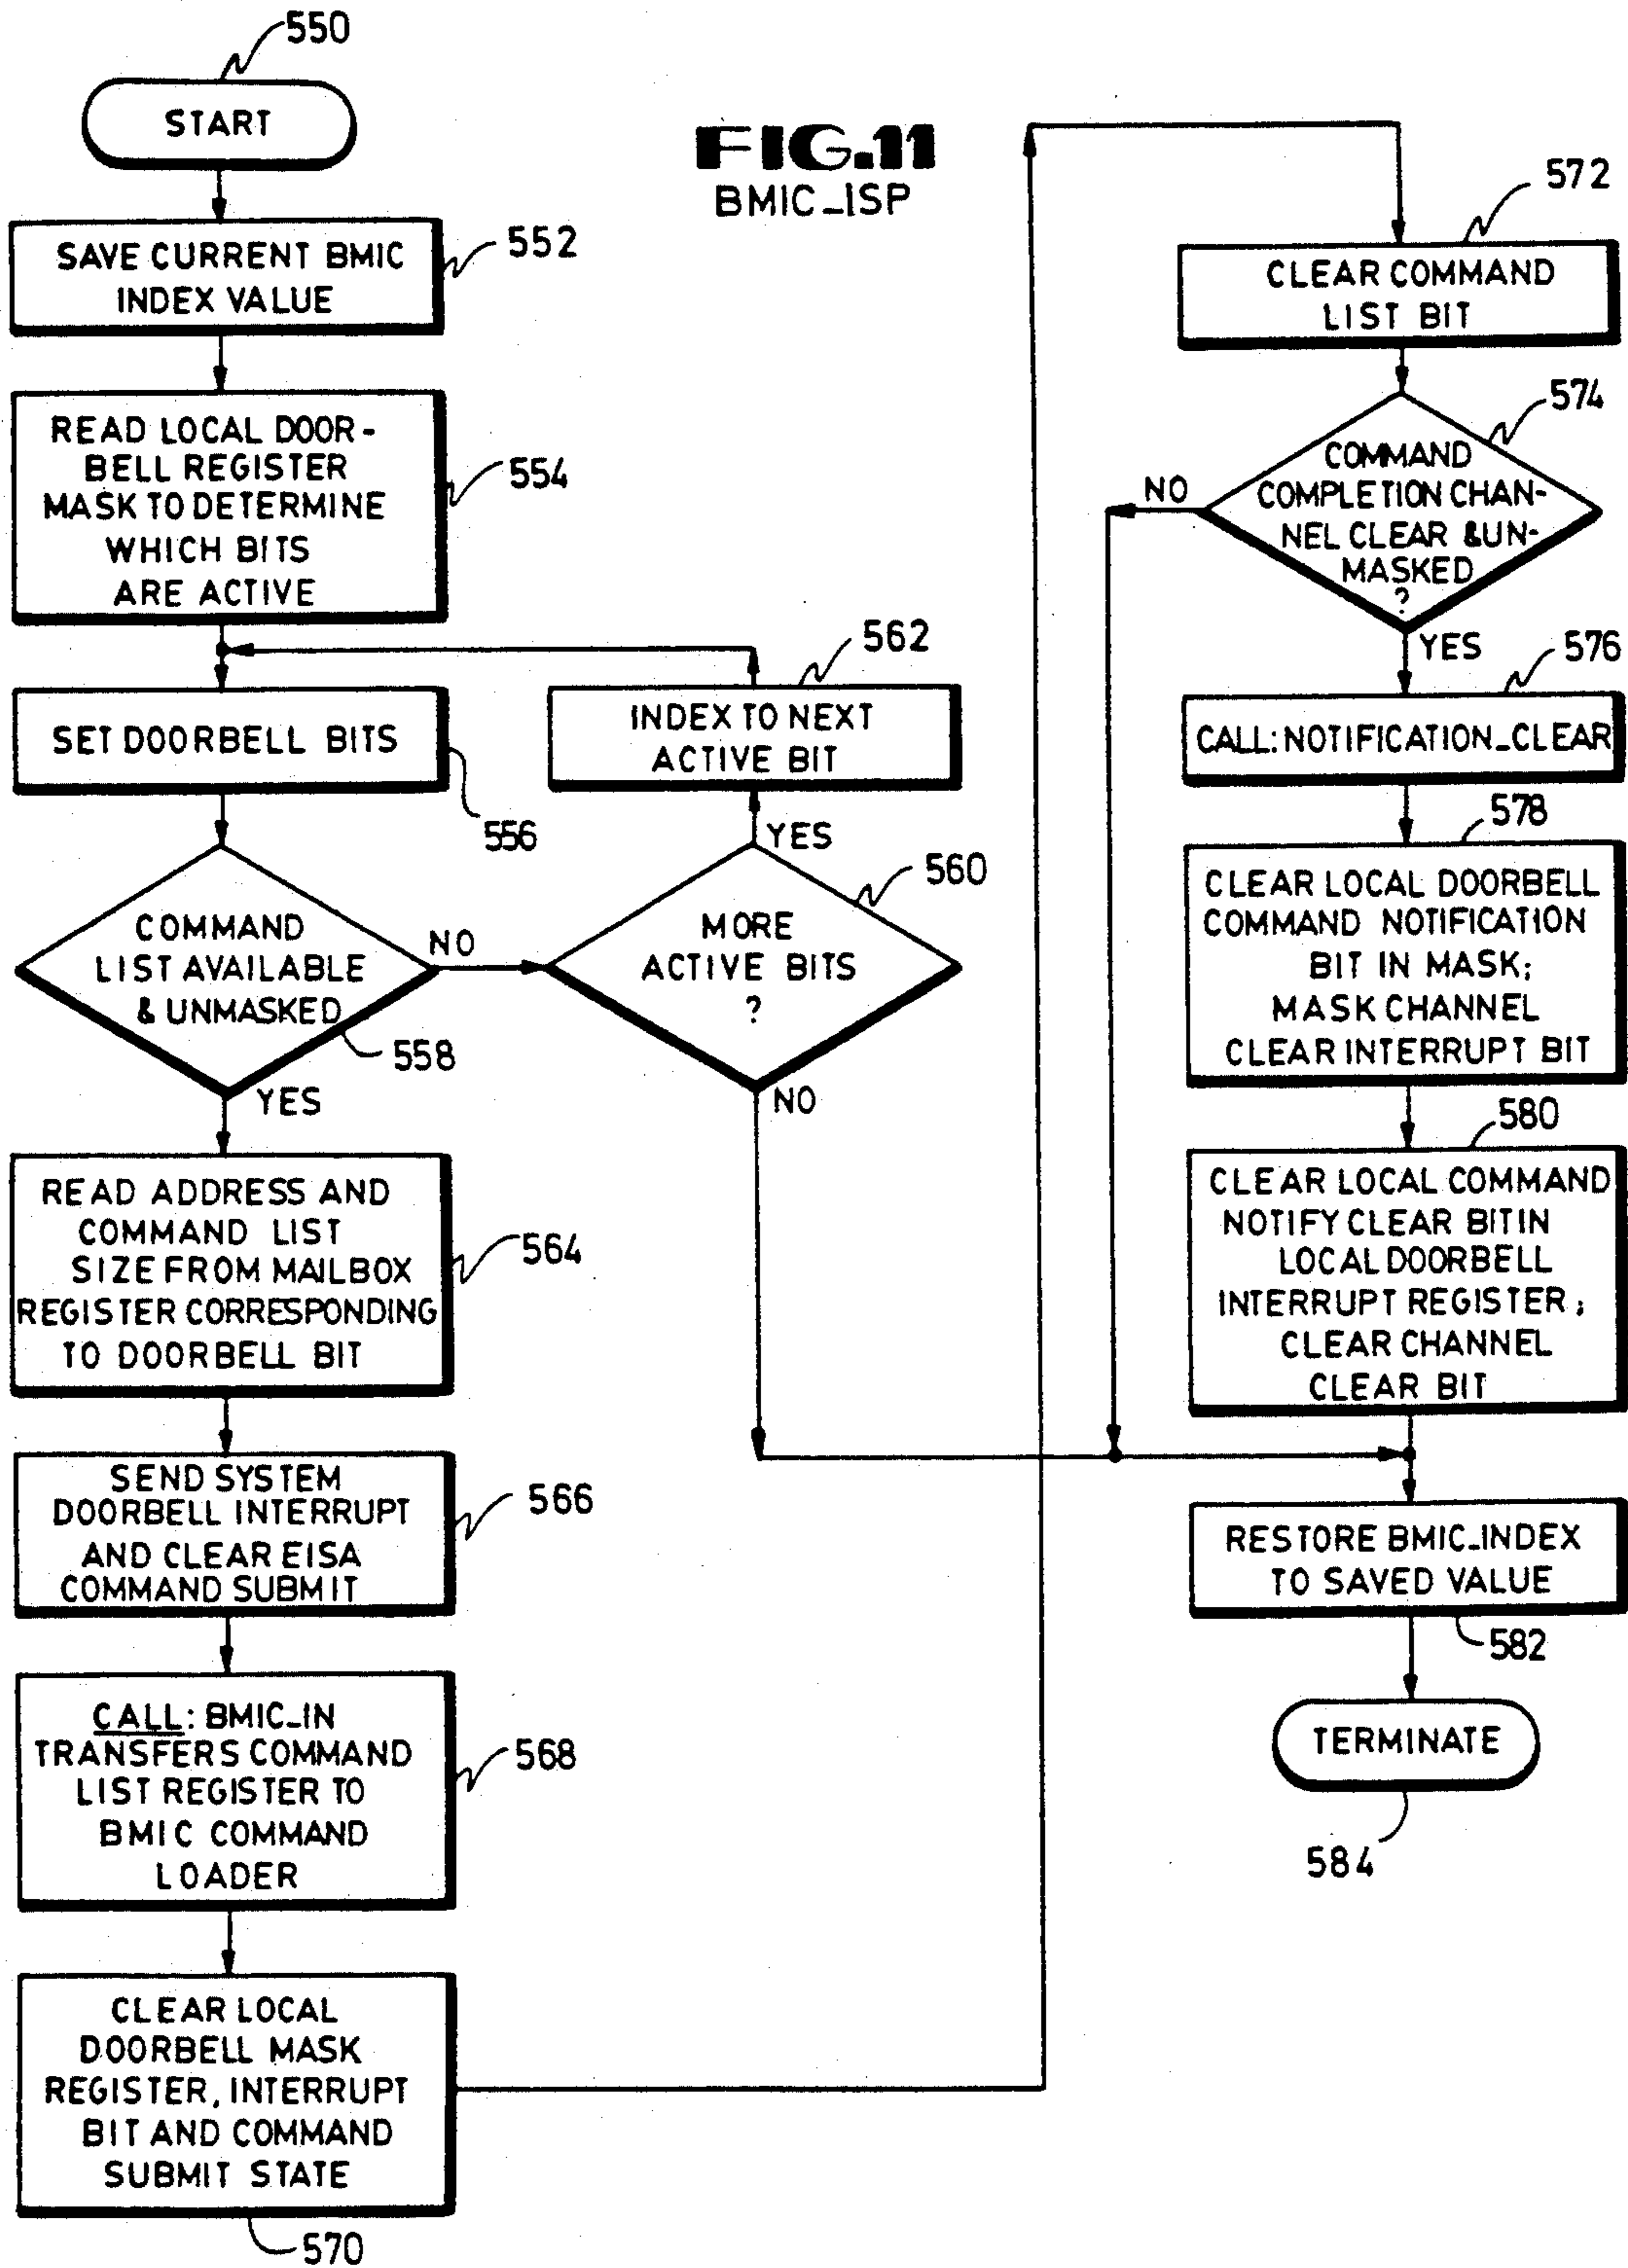 550
START
FIG.11
BMIC_ISP
SAVE CURRENT BMIC
INDEX VALUE
552
READ LOCAL DOOR-
BELL REGISTER
MASK TO DETERMINE
WHICH BITS
ARE ACTIVE
554
SET DOORBELL BITS
556
INDEX TO NEXT
ACTIVE BIT
562
COMMAND
LIST AVAILABLE
& UNMASKED
558
NO
YES
MORE
ACTIVE BITS
?
560
YES
NO
READ ADDRESS AND
COMMAND LIST
SIZE FROM MAILBOX
REGISTER CORRESPONDING
TO DOORBELL BIT
564
SEND SYSTEM
DOORBELL INTERRUPT
AND CLEAR EISA
COMMAND SUBMIT
566
CALL: BMIC_IN
TRANSFERS COMMAND
LIST REGISTER TO
BMIC COMMAND
LOADER
568
CLEAR LOCAL
DOORBELL MASK
REGISTER, INTERRUPT
BIT AND COMMAND
SUBMIT STATE
570
572
CLEAR COMMAND
LIST BIT
574
COMMAND
COMPLETION CHAN-
NEL CLEAR &UN-
MASKED
?
NO
YES
576
CALL: NOTIFICATION_CLEAR
578
CLEAR LOCAL DOORBELL
COMMAND NOTIFICATION
BIT IN MASK;
MASK CHANNEL
CLEAR INTERRUPT BIT
580
CLEAR LOCAL COMMAND
NOTIFY CLEAR BIT IN
LOCAL DOORBELL
INTERRUPT REGISTER;
CLEAR CHANNEL
CLEAR BIT
RESTORE BMIC_INDEX
TO SAVED VALUE
582
TERMINATE
584